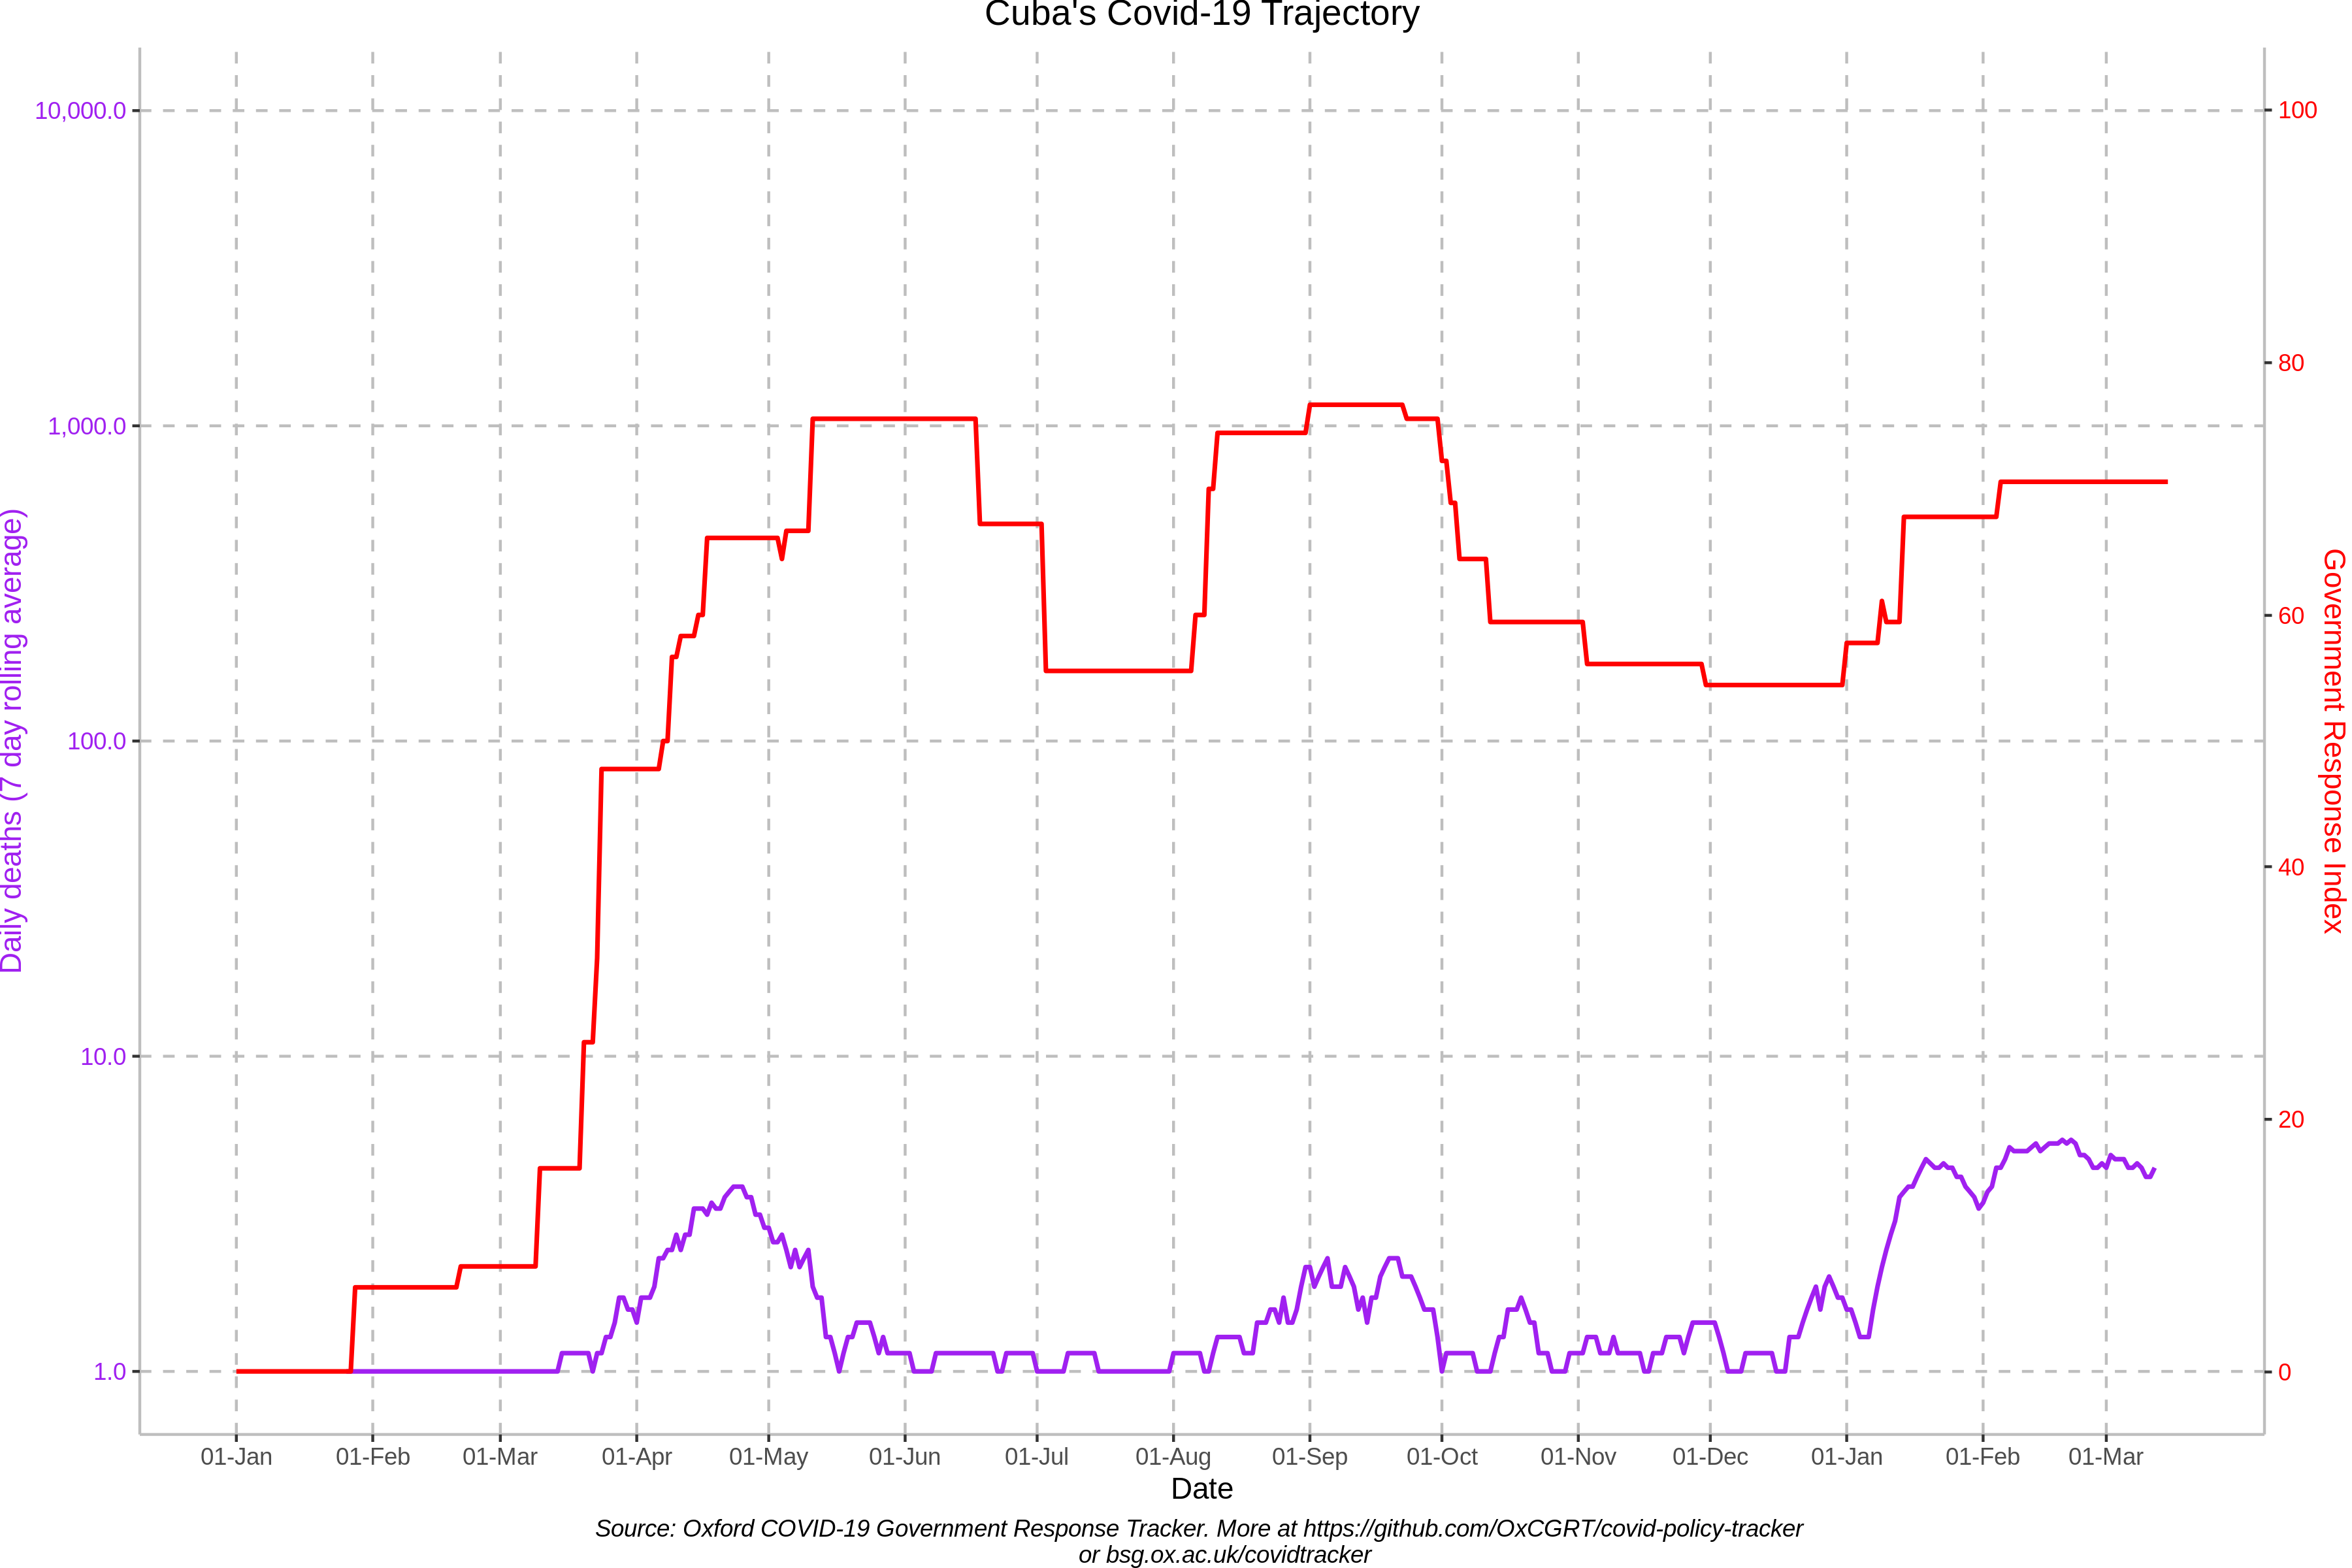 Cuba's Covid-19 Trajectory
10,000.0
1,000.0
100.0
10.0
1.0
Daily deaths (7 day rolling average)
100
80
60
40
20
0
Government Response Index
01-Jan
01-Feb
01-Mar
01-Apr
01-May
01-Jun
01-Jul
01-Aug
01-Sep
01-Oct
01-Nov
01-Dec
01-Jan
01-Feb
01-Mar
Date
Source: Oxford COVID-19 Government Response Tracker. More at https://github.com/OxCGRT/covid-policy-tracker
or bsg.ox.ac.uk/covidtracker